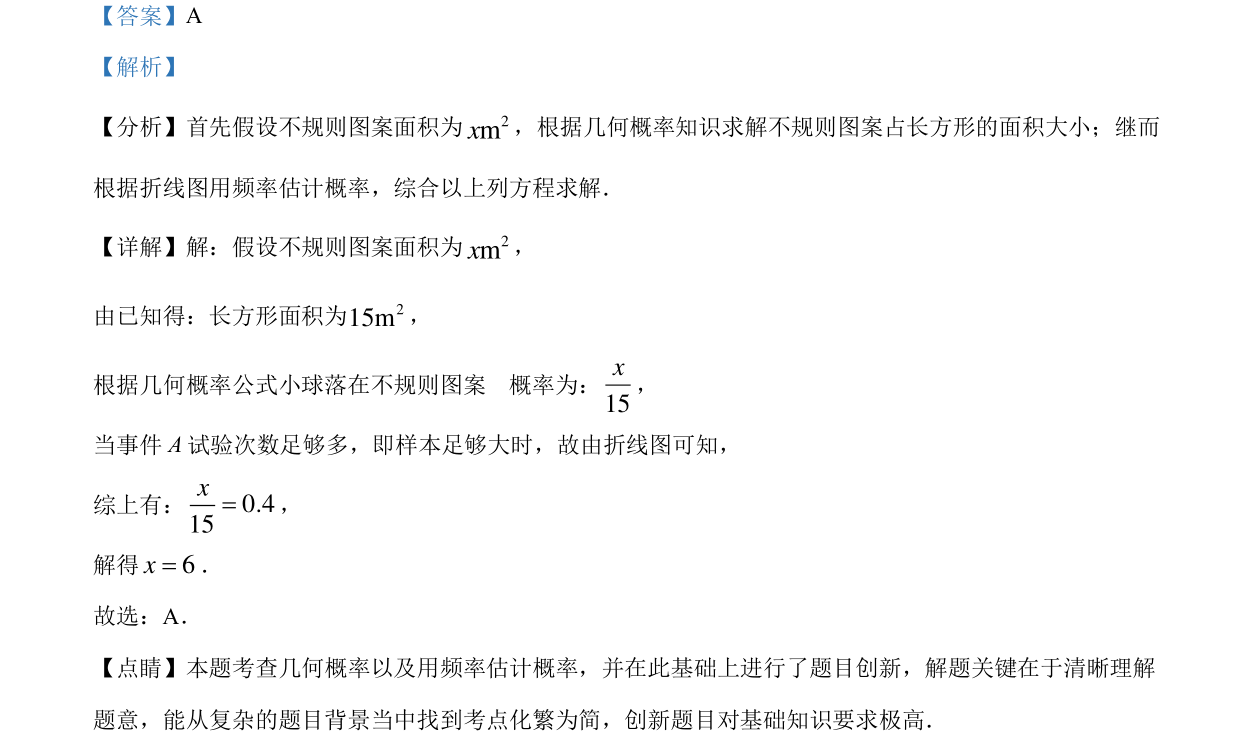 【答案】A
【解析】
【分析】首先假设不规则图案面积为 xm²，根据几何概率知识求解不规则图案占长方形的面积大小；继而
根据折线图用频率估计概率，综合以上列方程求解．
【详解】解：假设不规则图案面积为 xm²，
由已知得：长方形面积为15m²，
根据几何概率公式小球落在不规则图案 概率为：x/15，
当事件 A 试验次数足够多，即样本足够大时，故由折线图可知，
综上有：x/15=0.4，
解得 x=6．
故选：A．
【点睛】本题考查几何概率以及用频率估计概率，并在此基础上进行了题目创新，解题关键在于清晰理解
题意，能从复杂的题目背景当中找到考点化繁为简，创新题目对基础知识要求极高．